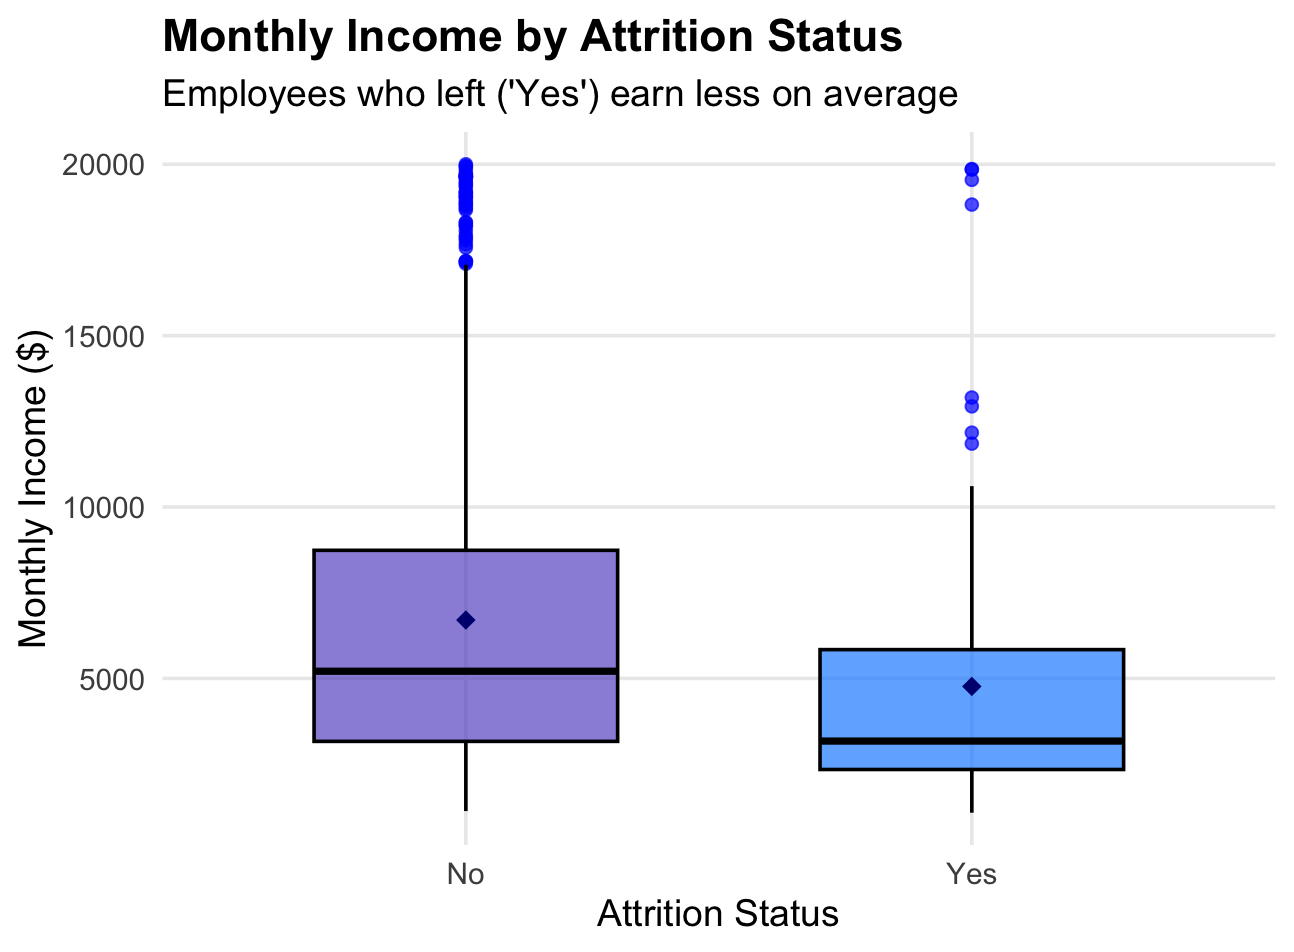 Monthly Income by Attrition Status
Employees who left ('Yes') earn less on average
Monthly Income ($)
20000
15000
10000
5000
No
Yes
Attrition Status